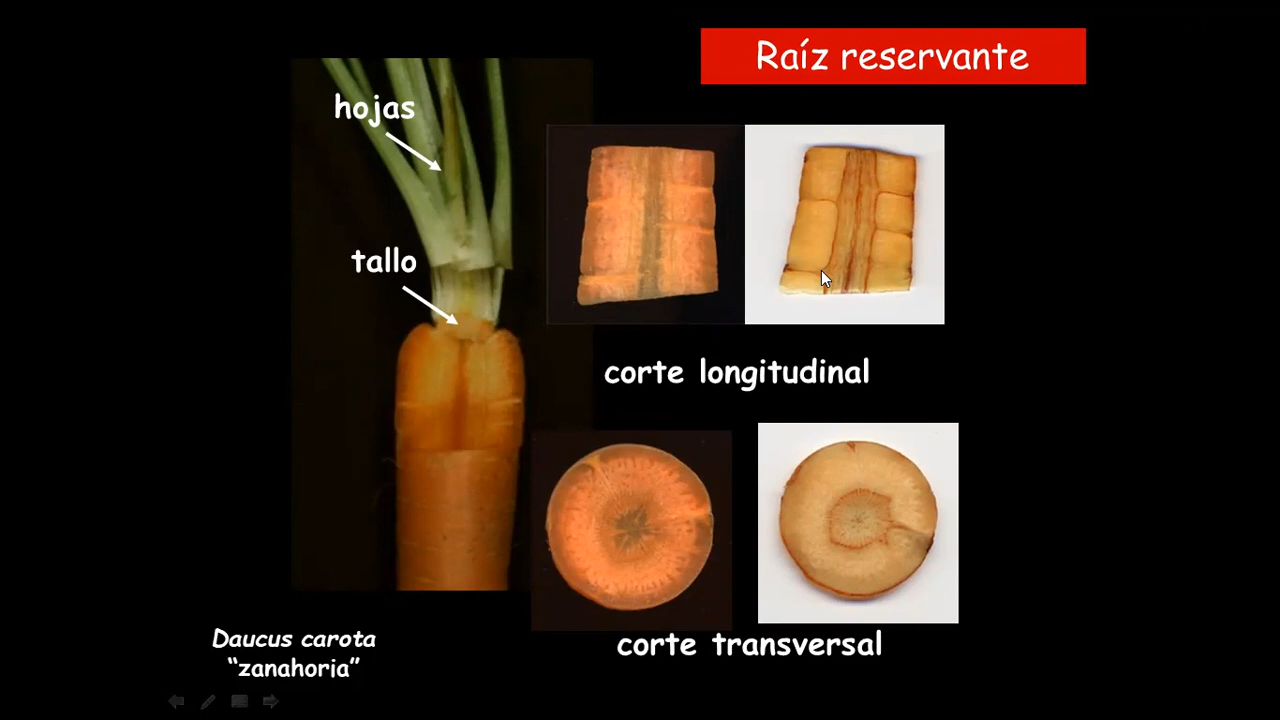 Raíz reservante
hojas
tallo
corte longitudinal
corte transversal
Daucus carota
“zanahoria”